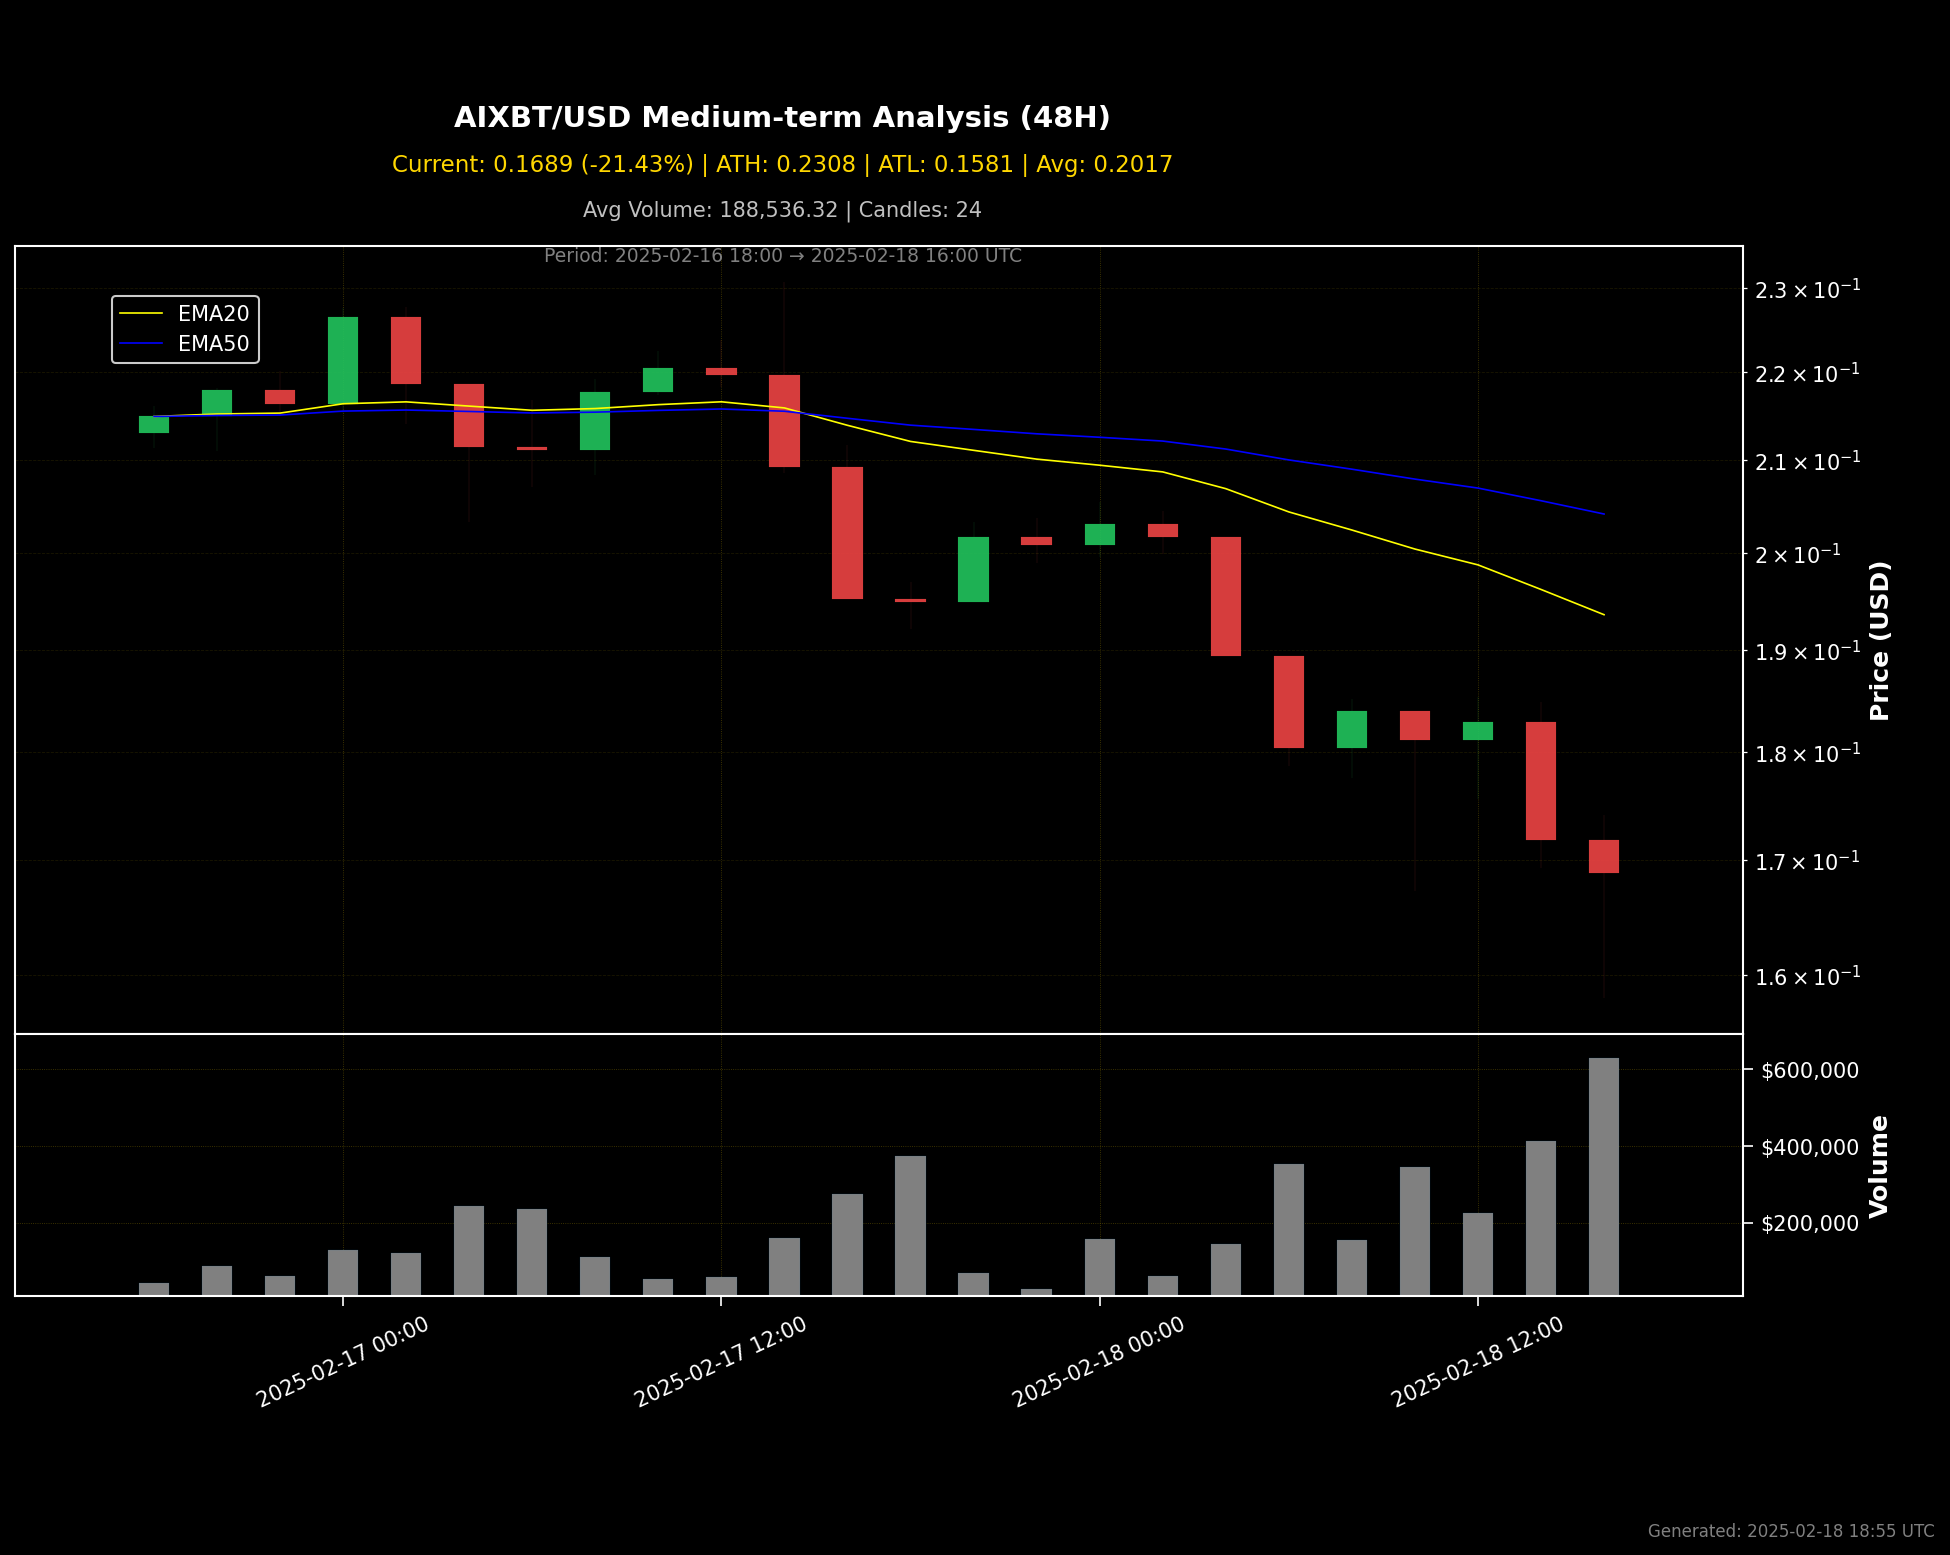 AIXBT/USD Medium-term Analysis (48H)
Current: 0.1689 (-21.43%) | ATH: 0.2308 | ATL: 0.1581 | Avg: 0.2017
Avg Volume: 188,536.32 | Candles: 24
Period: 2025-02-16 18:00 → 2025-02-18 16:00 UTC
EMA20
EMA50
2.3 × 10⁻¹
2.2 × 10⁻¹
2.1 × 10⁻¹
2 × 10⁻¹
1.9 × 10⁻¹
1.8 × 10⁻¹
1.7 × 10⁻¹
1.6 × 10⁻¹
Price (USD)
$600,000
$400,000
$200,000
Volume
2025-02-17 00:00
2025-02-17 12:00
2025-02-18 00:00
2025-02-18 12:00
Generated: 2025-02-18 18:55 UTC